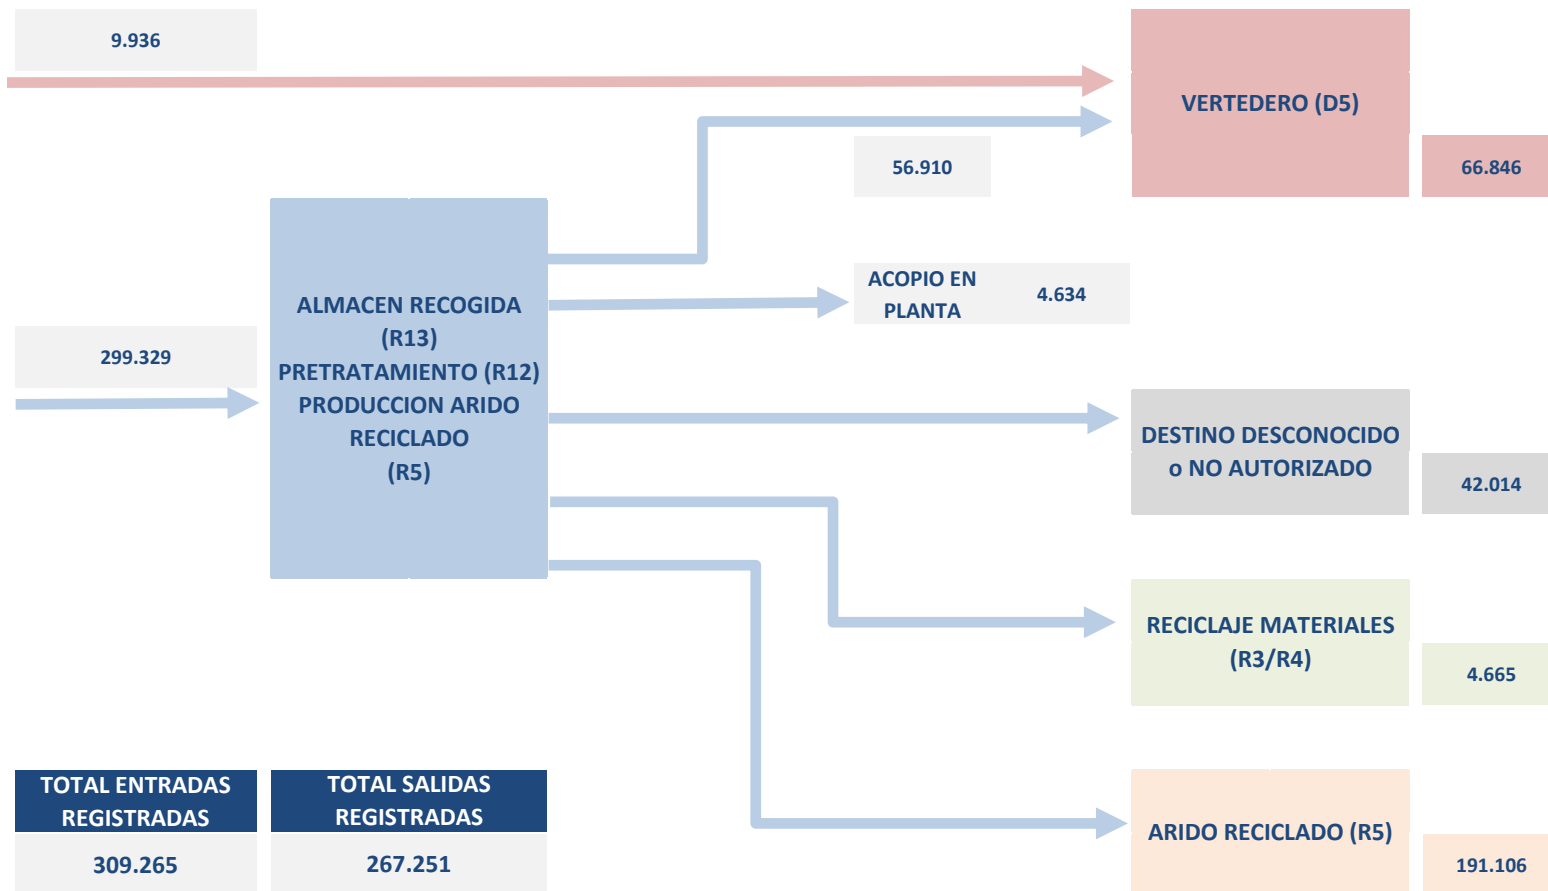 9.936
VERTEDERO (D5)
56.910
66.846
ALMACEN RECOGIDA
(R13)
PRETRATAMIENTO (R12)
PRODUCCION ARIDO
RECICLADO
(R5)
ACOPIO EN
PLANTA
4.634
299.329
DESTINO DESCONOCIDO
o NO AUTORIZADO
42.014
RECICLAJE MATERIALES
(R3/R4)
4.665
TOTAL ENTRADAS
REGISTRADAS
309.265
TOTAL SALIDAS
REGISTRADAS
267.251
ARIDO RECICLADO (R5)
191.106